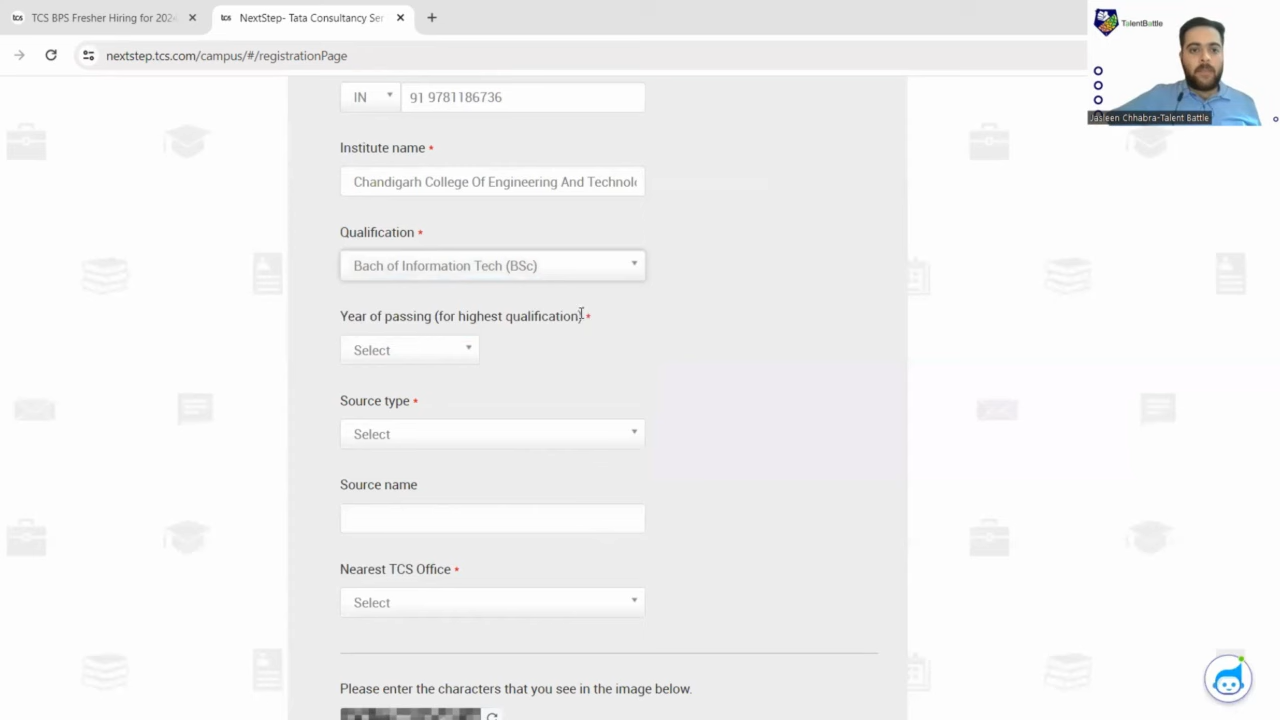 tcs TCS BPS Fresher Hiring for 2024
tcs NextStep- Tata Consultancy Ser
nextstep.tcs.com/campus/#/registrationPage
TalentBattle
Jasleen Chhabra-Talent Battle
IN 91 9781186736
Institute name *
Chandigarh College Of Engineering And Technol
Qualification *
Bach of Information Tech (BSc)
Year of passing (for highest qualification) *
Select
Source type *
Select
Source name
Nearest TCS Office *
Select
Please enter the characters that you see in the image below.